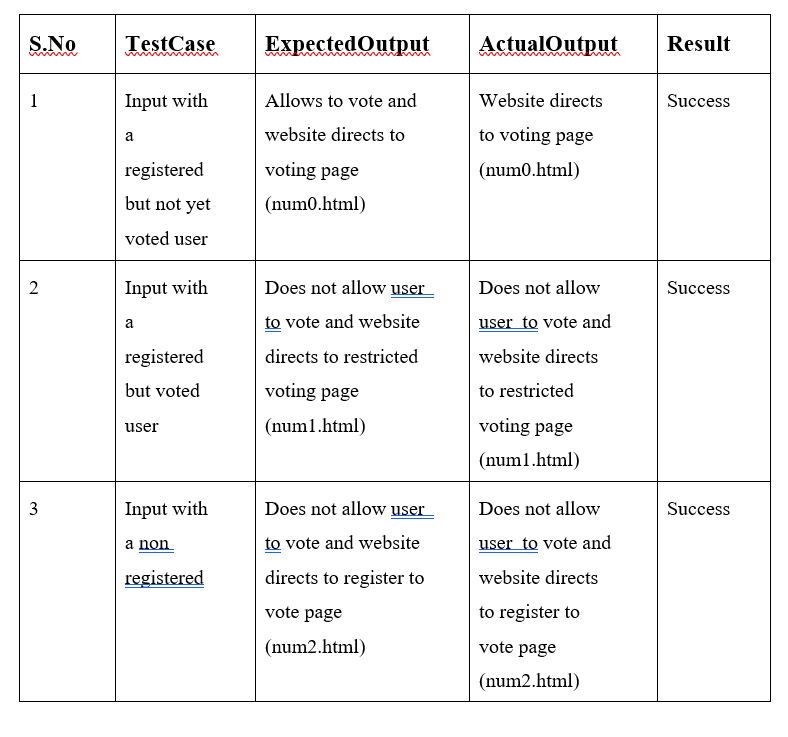 S.No TestCase ExpectedOutput ActualOutput Result
1 Input with Allows to vote and Website directs Success
a website directs to to voting page
registered voting page (num0.html)
but not yet (num0.html)
voted user
2 Input with Does not allow user Does not allow Success
a to vote and website user to vote and
registered directs to restricted website directs
but voted voting page to restricted
user (num1.html) voting page
(num1.html)
3 Input with Does not allow user Does not allow Success
a non to vote and website user to vote and
registered directs to register to website directs
vote page to register to
(num2.html) vote page
(num2.html)